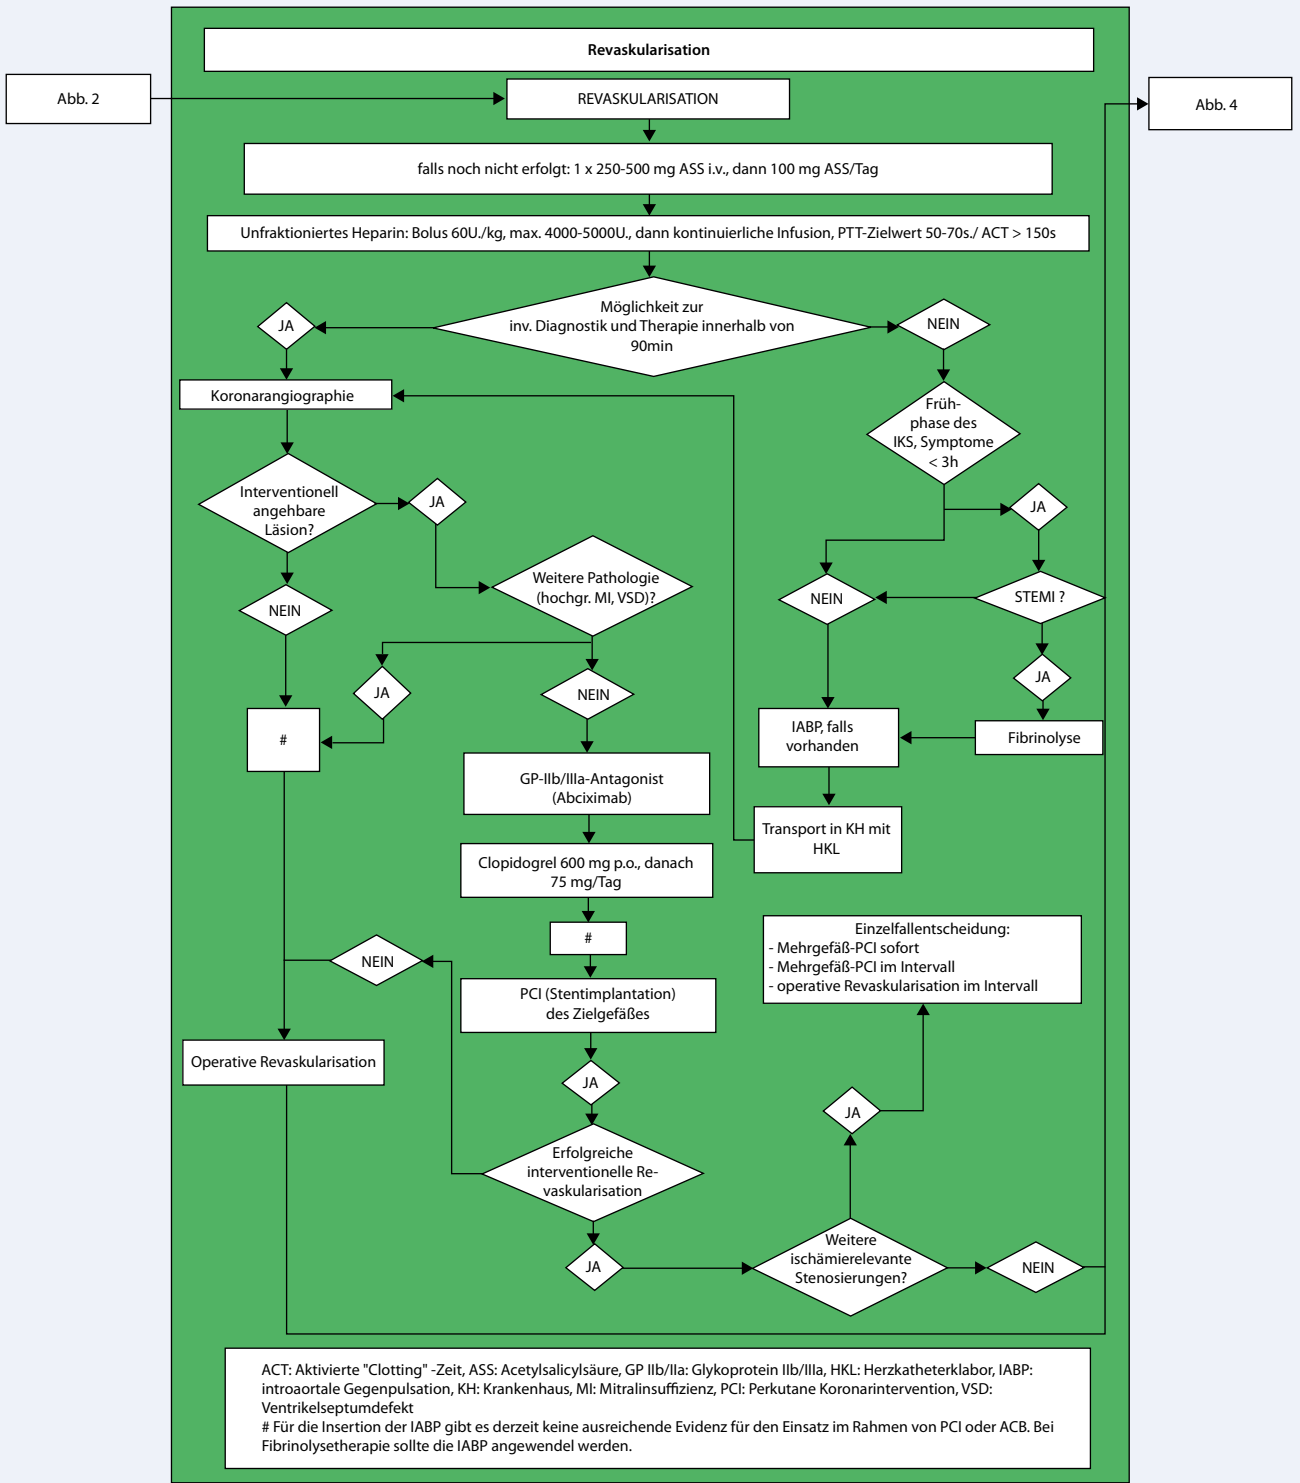 Revaskularisation
Abb. 2
REVASKULARISATION
Abb. 4
falls noch nicht erfolgt: 1 x 250-500 mg ASS i.v., dann 100 mg ASS/Tag
Unfraktioniertes Heparin: Bolus 60U./kg, max. 4000-5000U., dann kontinuierliche Infusion, PTT-Zielwert 50-70s./ ACT > 150s
Möglichkeit zur
inv. Diagnostik und Therapie innerhalb von
90min
JA
NEIN
Koronarangiographie
Früh-
phase des
IKS, Symptome
< 3h
Interventionell
angehbare
Läsion?
JA
JA
Weitere Pathologie
(hochgr. MI, VSD)?
NEIN
NEIN
STEMI ?
JA
NEIN
JA
#
IABP, falls
vorhanden
Fibrinolyse
GP-IIb/IIIa-Antagonist
(Abciximab)
Transport in KH mit
HKL
Clopidogrel 600 mg p.o., danach
75 mg/Tag
#
Einzelfallentscheidung:
- Mehrgefäß-PCI sofort
- Mehrgefäß-PCI im Intervall
- operative Revaskularisation im Intervall
NEIN
PCI (Stentimplantation)
des Zielgefäßes
Operative Revaskularisation
JA
JA
Erfolgreiche
interventionelle Re-
vaskularisation
Weitere
ischämierelevante
Stenosierungen?
JA
NEIN
ACT: Aktivierte "Clotting" -Zeit, ASS: Acetylsalicylsäure, GP IIb/IIa: Glykoprotein IIb/IIIa, HKL: Herzkatheterklabor, IABP:
introaortale Gegenpulsation, KH: Krankenhaus, MI: Mitralinsuffizienz, PCI: Perkutane Koronarintervention, VSD:
Ventrikelseptumdefekt
# Für die Insertion der IABP gibt es derzeit keine ausreichende Evidenz für den Einsatz im Rahmen von PCI oder ACB. Bei
Fibrinolysetherapie sollte die IABP angewendel werden.